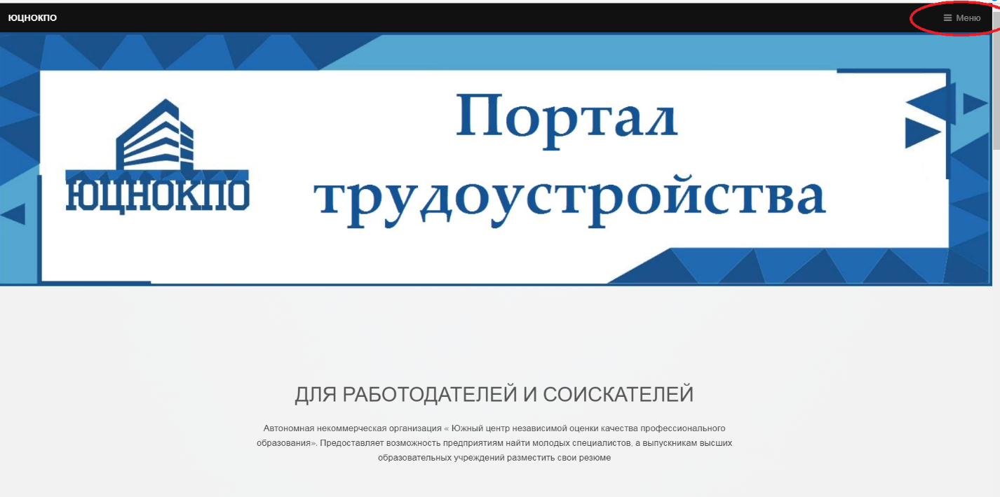 ЮЦНОКПО
Меню
Портал
трудоустройства
ЮЦНОКПО
ДЛЯ РАБОТОДАТЕЛЕЙ И СОИСКАТЕЛЕЙ
Автономная некоммерческая организация « Южный центр независимой оценки качества профессионального
образования». Предоставляет возможность предприятиям найти молодых специалистов, а выпускникам высших
образовательных учреждений разместить свои резюме